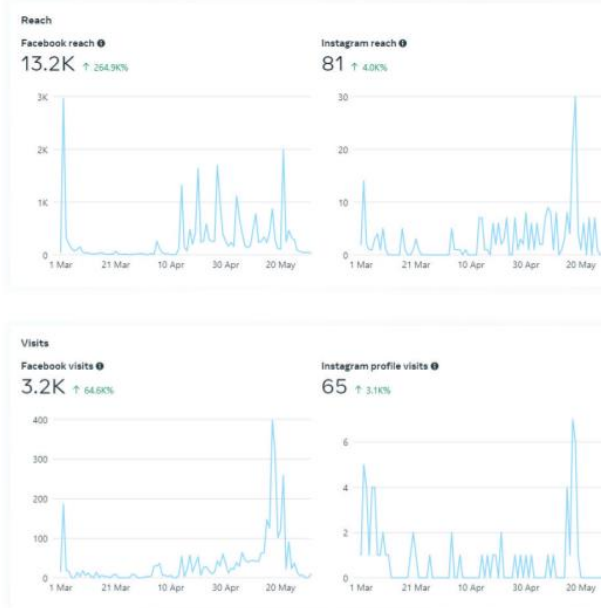 Reach
Facebook reach
13.2K ↑ 264.9K%
3K
2K
1K
0
1 Mar 21 Mar 10 Apr 30 Apr 20 May
Instagram reach
81 ↑ 4.0K%
30
20
10
0
1 Mar 21 Mar 10 Apr 30 Apr 20 May
Visits
Facebook visits
3.2K ↑ 64.6K%
400
300
200
100
0
1 Mar 21 Mar 10 Apr 30 Apr 20 May
Instagram profile visits
65 ↑ 3.1K%
6
4
2
0
1 Mar 21 Mar 10 Apr 30 Apr 20 May